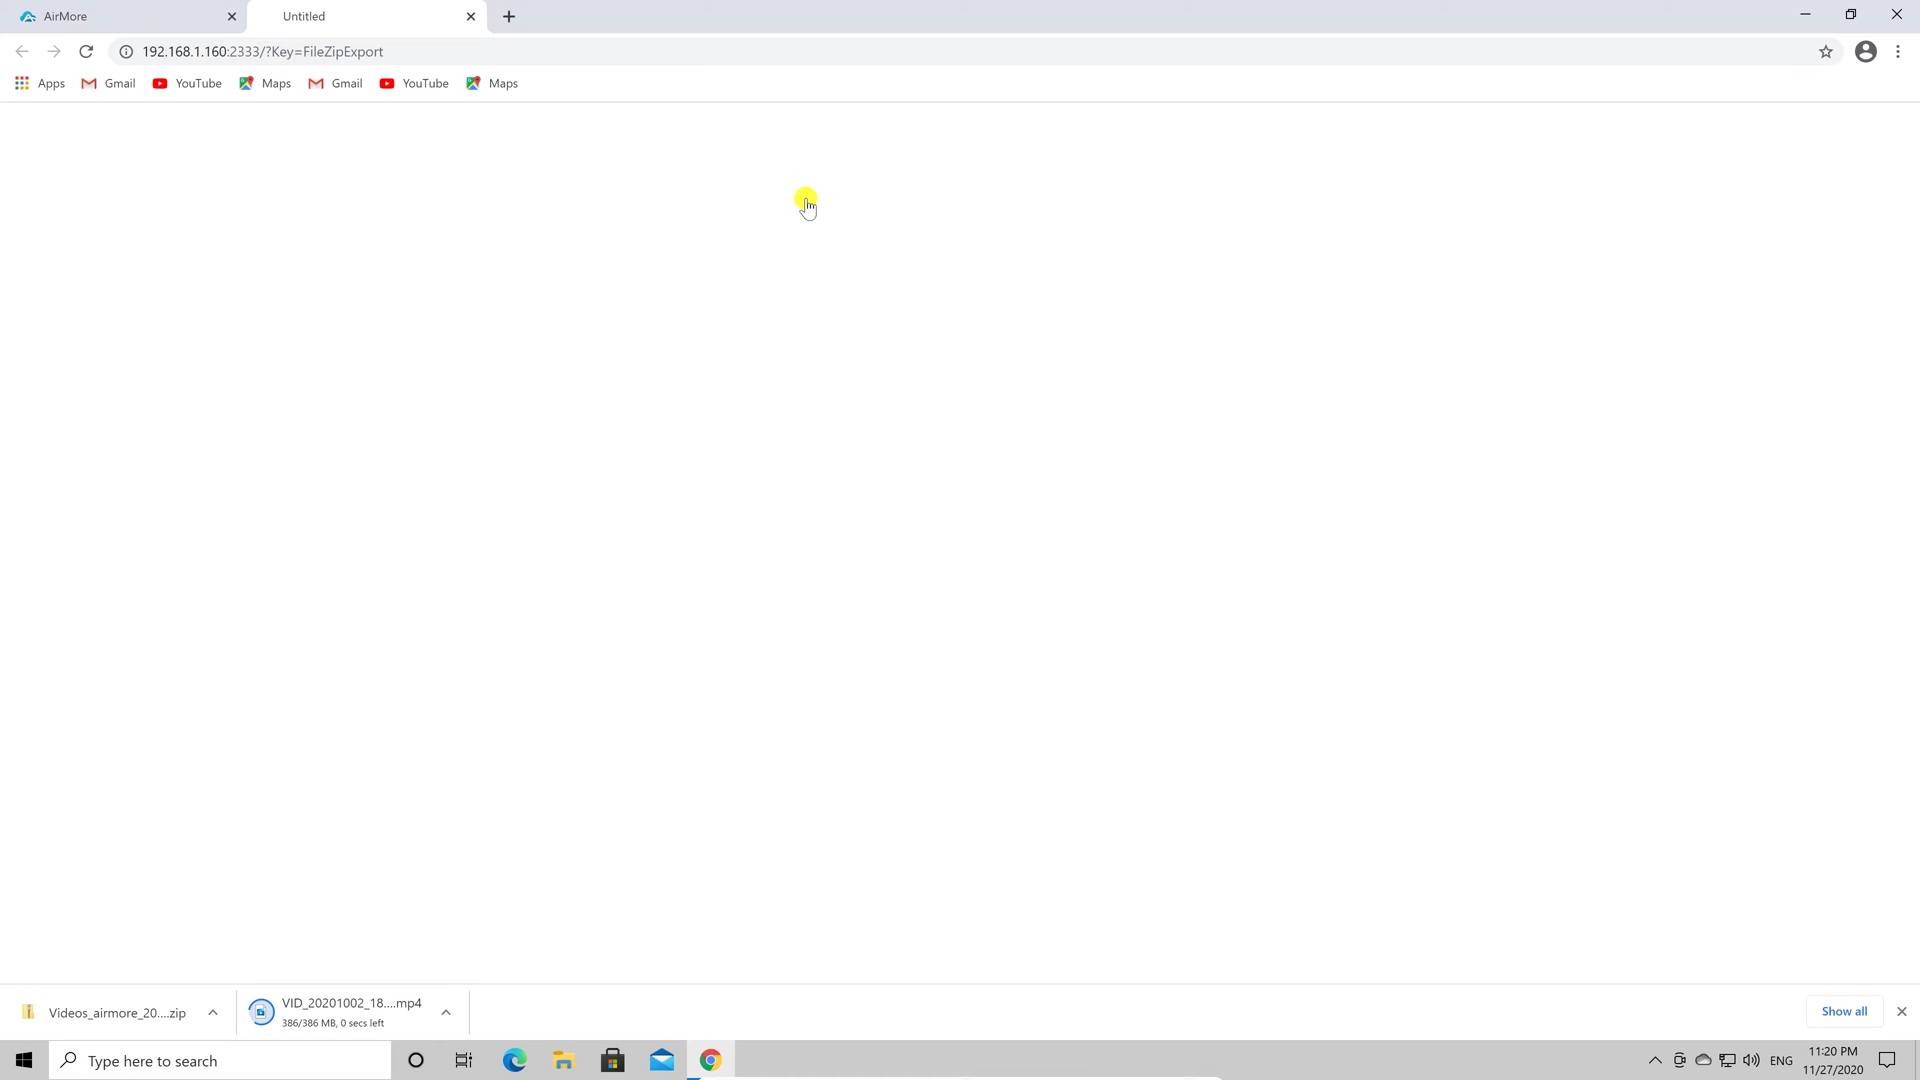 AirMore
Untitled
192.168.1.160:2333/?Key=FileZipExport
Apps Gmail YouTube Maps Gmail YouTube Maps
Videos_airmore_20....zip
VID_20201002_18....mp4
386/386 MB, 0 secs left
Show all
Type here to search
ENG
11:20 PM
11/27/2020